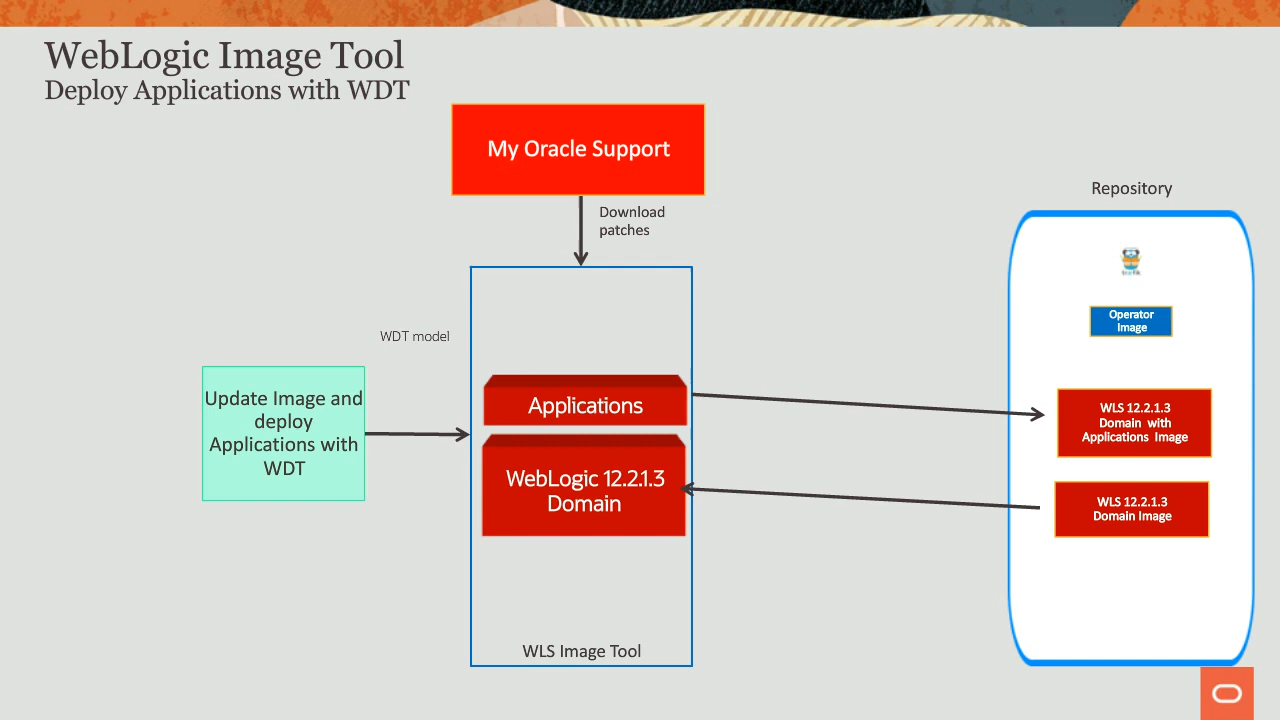 WebLogic Image Tool
Deploy Applications with WDT
My Oracle Support
Download
patches
Repository
Operator
Image
WDT model
Update Image and
deploy
Applications with
WDT
Applications
WebLogic 12.2.1.3
Domain
WLS 12.2.1.3
Domain with
Applications Image
WLS 12.2.1.3
Domain Image
WLS Image Tool